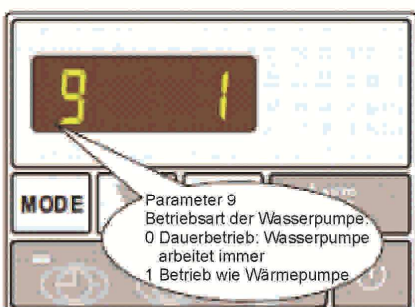 9 1
MODE
Parameter 9
Betriebsart der Wasserpumpe:
0 Dauerbetrieb: Wasserpumpe
arbeitet immer
1 Betrieb wie Wärmepumpe